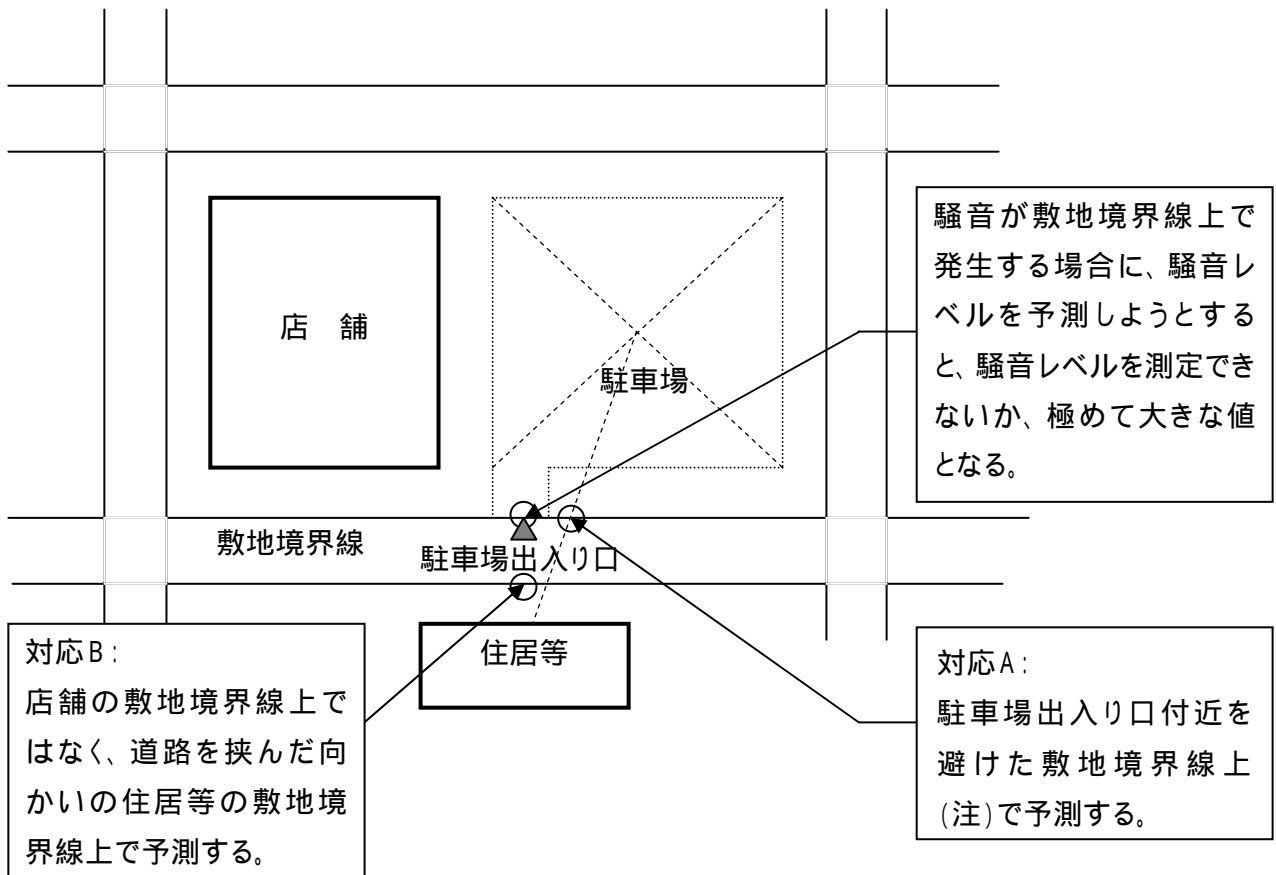 騒音が敷地境界線上で
発生する場合に、騒音レ
ベルを予測しようとする
と、騒音レベルを測定でき
ないか、極めて大きな値
となる。
店　舗
駐車場
敷地境界線
駐車場出入り口
住居等
対応B：
店舗の敷地境界線上で
はなく、道路を挟んだ向
かいの住居等の敷地境
界線上で予測する。
対応A：
駐車場出入り口付近を
避けた敷地境界線上
(注)で予測する。